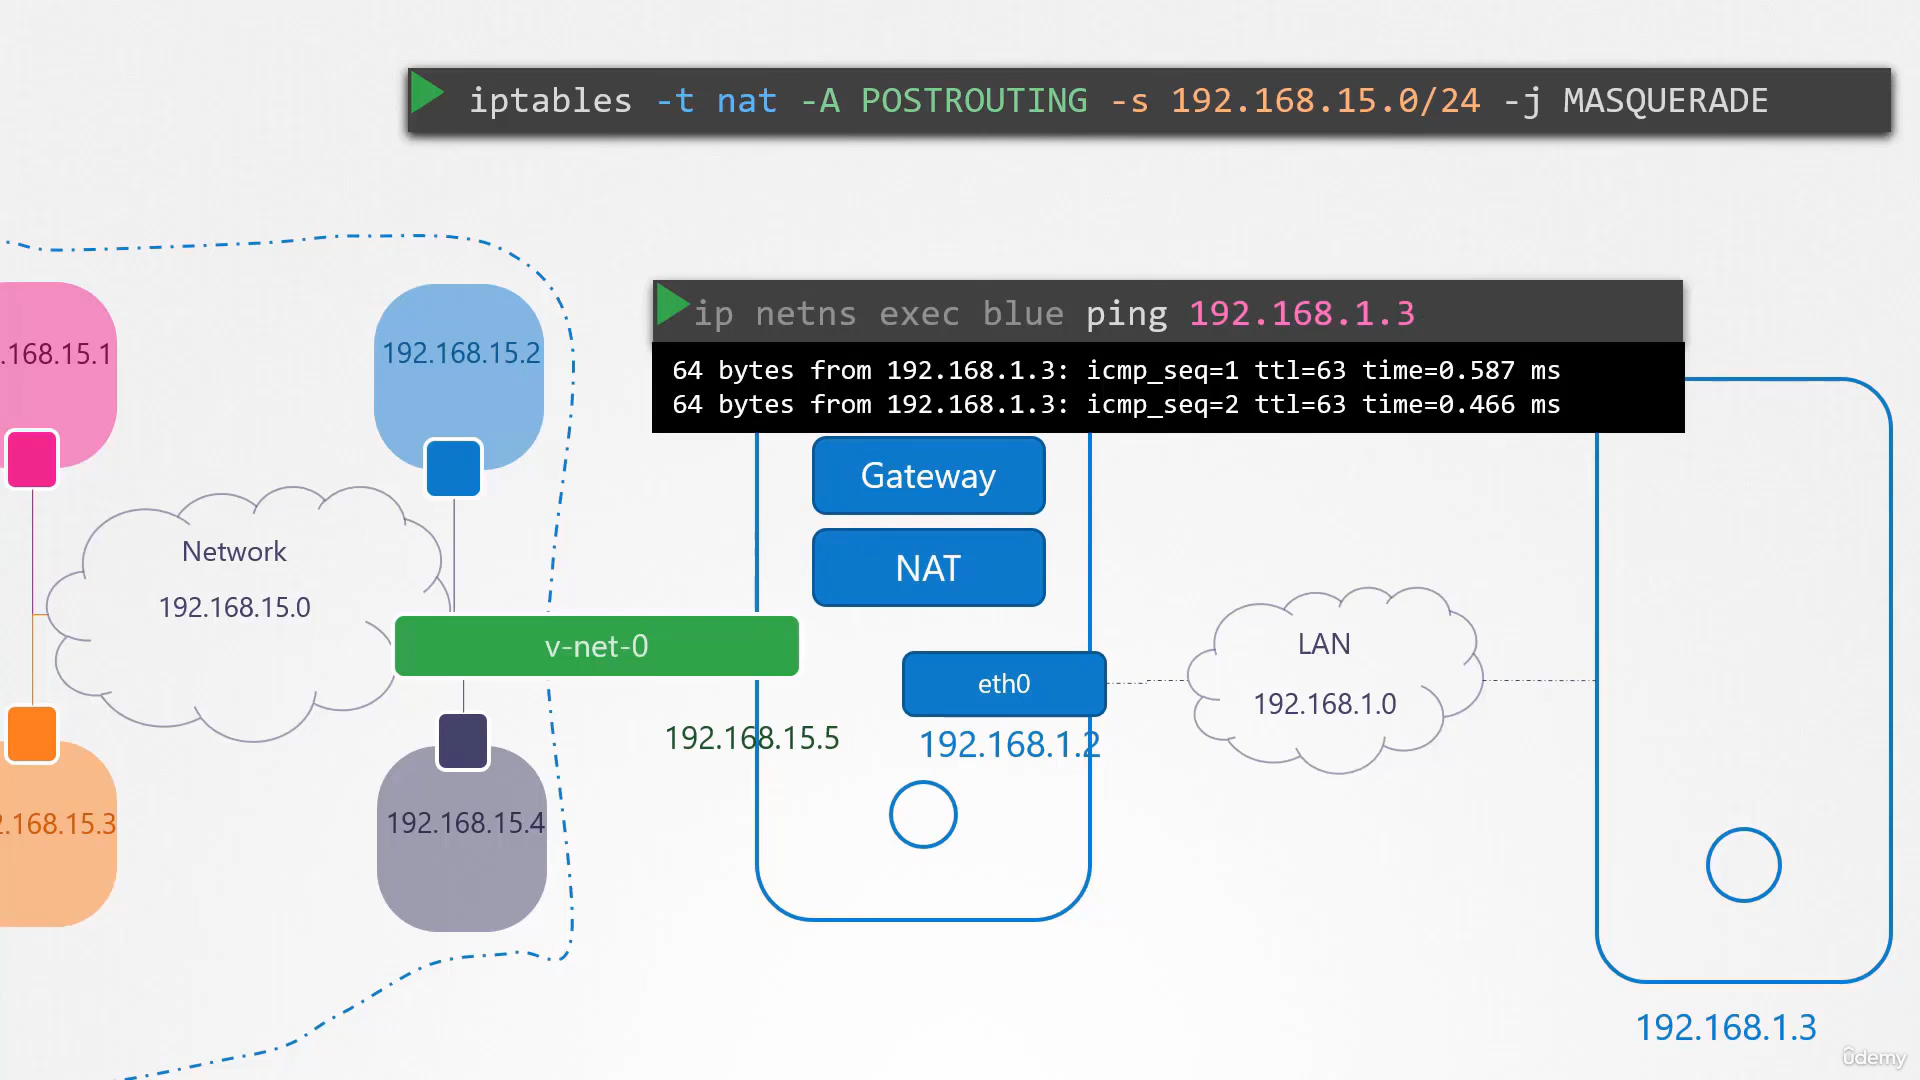 iptables -t nat -A POSTROUTING -s 192.168.15.0/24 -j MASQUERADE
ip netns exec blue ping 192.168.1.3
64 bytes from 192.168.1.3: icmp_seq=1 ttl=63 time=0.587 ms
64 bytes from 192.168.1.3: icmp_seq=2 ttl=63 time=0.466 ms
.168.15.1
192.168.15.2
Gateway
NAT
Network
192.168.15.0
v-net-0
eth0
LAN
192.168.1.0
192.168.15.5
192.168.1.2
2.168.15.3
192.168.15.4
192.168.1.3
ûdemy